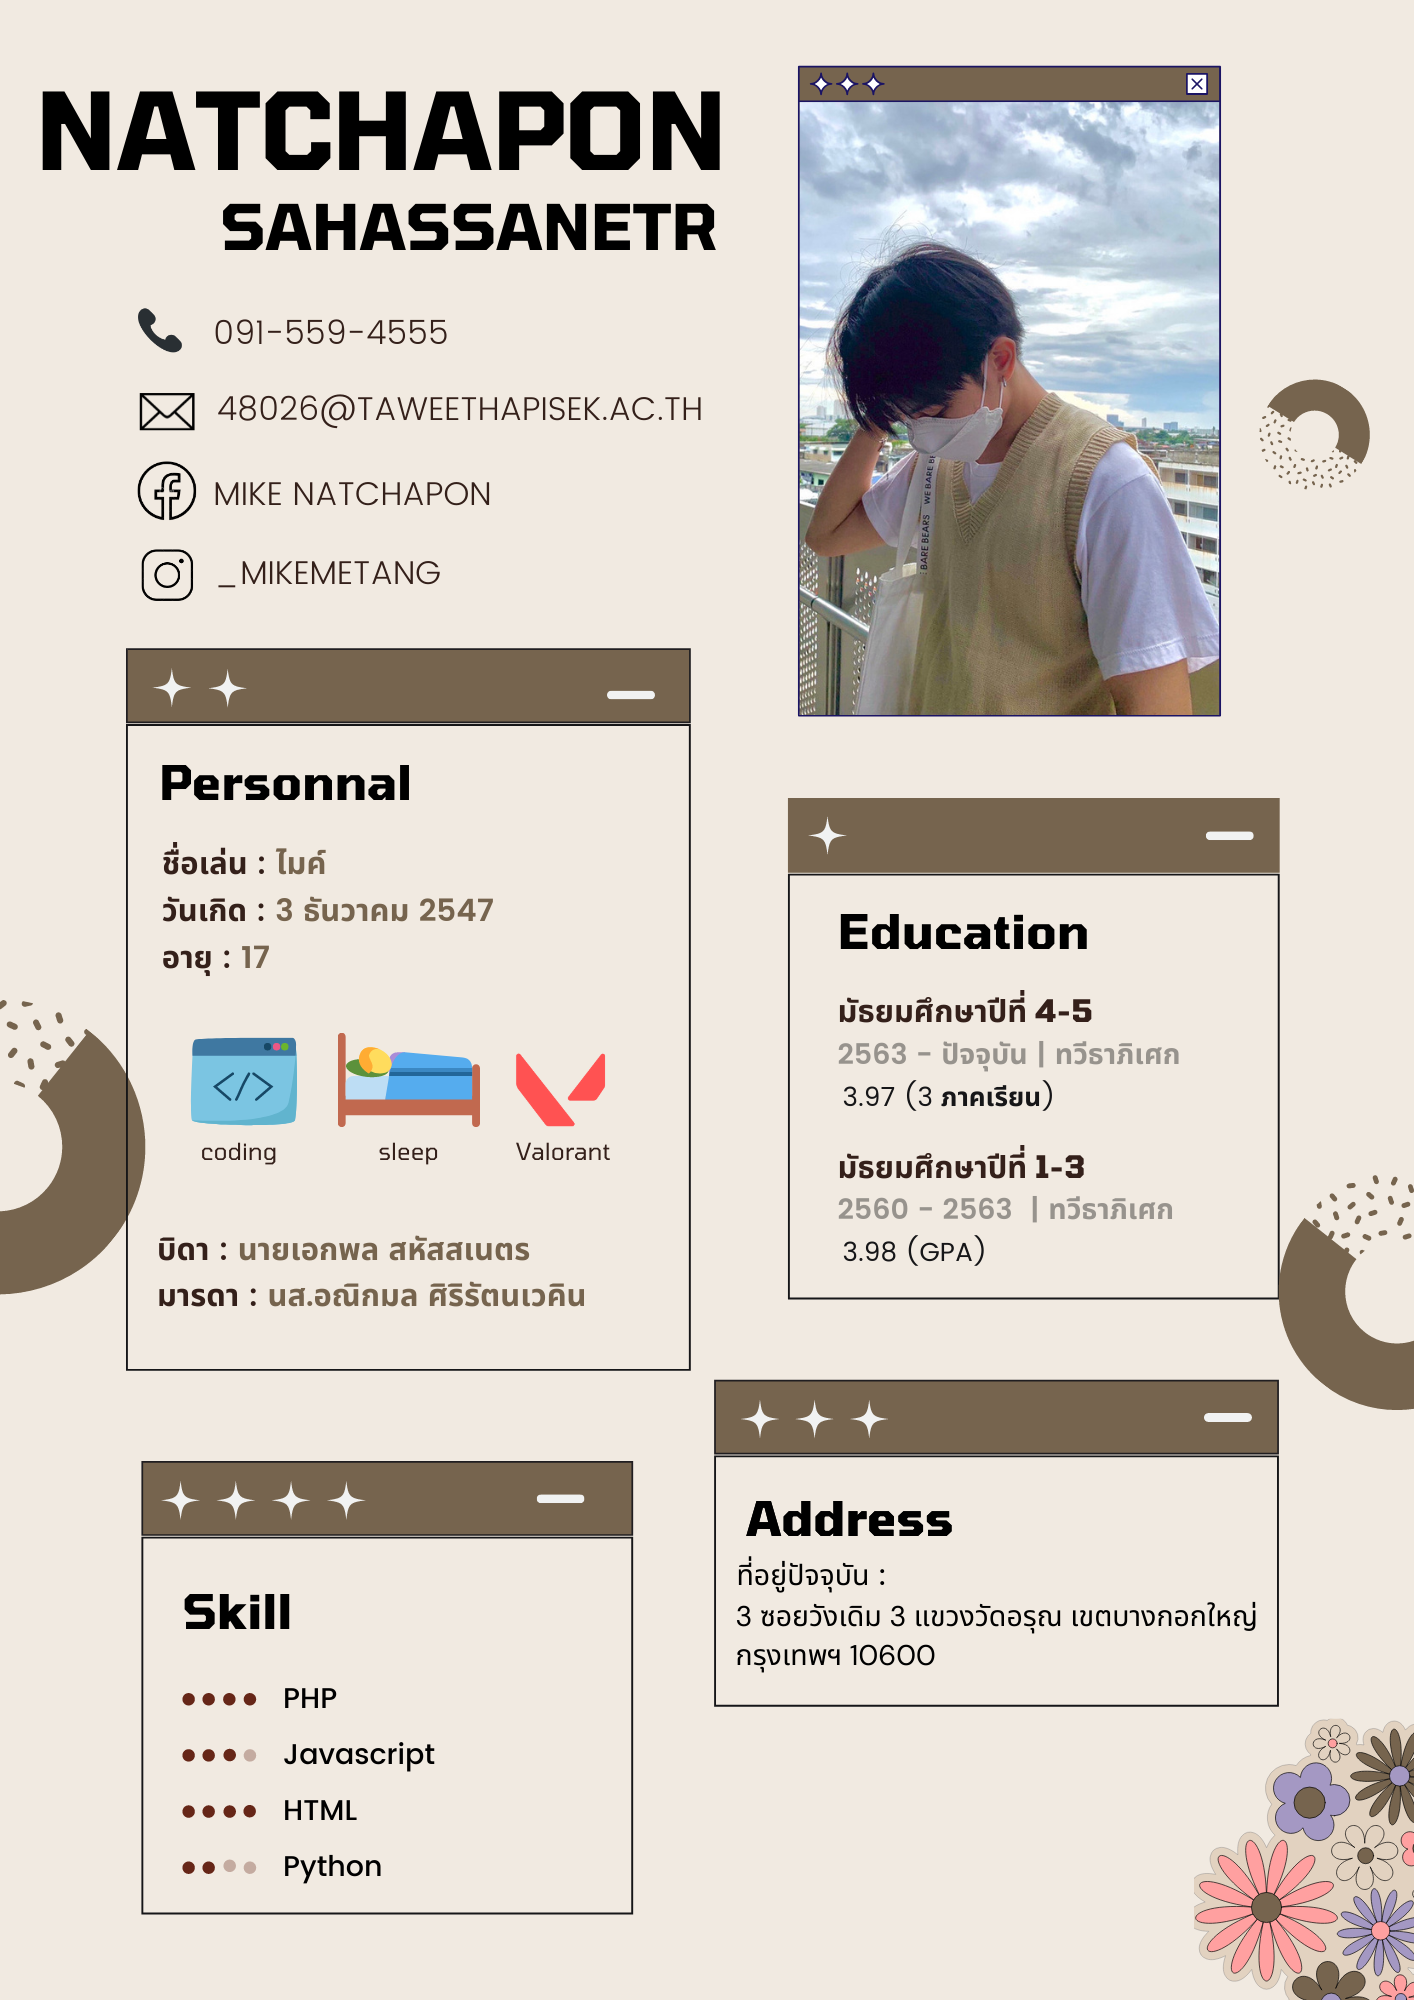 NATCHAPON
SAHASSANETR
091-559-4555
48026@TAWEETHAPISEK.AC.TH
MIKE NATCHAPON
_MIKEMETANG
WE BARE BE
E BARE BEARS
Personnal
ชื่อเล่น : ไมค์
วันเกิด : 3 ธันวาคม 2547
อายุ : 17
coding
sleep
Valorant
บิดา : นายเอกพล สหัสสเนตร
มารดา : นส.อณิกมล ศิริรัตนเวคิน
Education
มัธยมศึกษาปีที่ 4-5
2563 - ปัจจุบัน | ทวีธาภิเศก
3.97 (3 ภาคเรียน)
มัธยมศึกษาปีที่ 1-3
2560 - 2563 | ทวีธาภิเศก
3.98 (GPA)
Address
ที่อยู่ปัจจุบัน :
3 ซอยวังเดิม 3 แขวงวัดอรุณ เขตบางกอกใหญ่
กรุงเทพฯ 10600
Skill
PHP
Javascript
HTML
Python